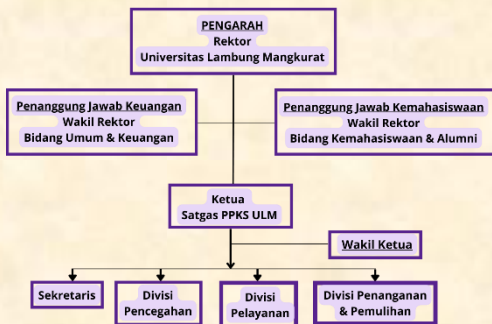 PENGARAH
Rektor
Universitas Lambung Mangkurat
Penanggung Jawab Keuangan
Wakil Rektor
Bidang Umum & Keuangan
Penanggung Jawab Kemahasiswaan
Wakil Rektor
Bidang Kemahasiswaan & Alumni
Ketua
Satgas PPKS ULM
Wakil Ketua
Sekretaris
Divisi
Pencegahan
Divisi
Pelayanan
Divisi Penanganan
& Pemulihan